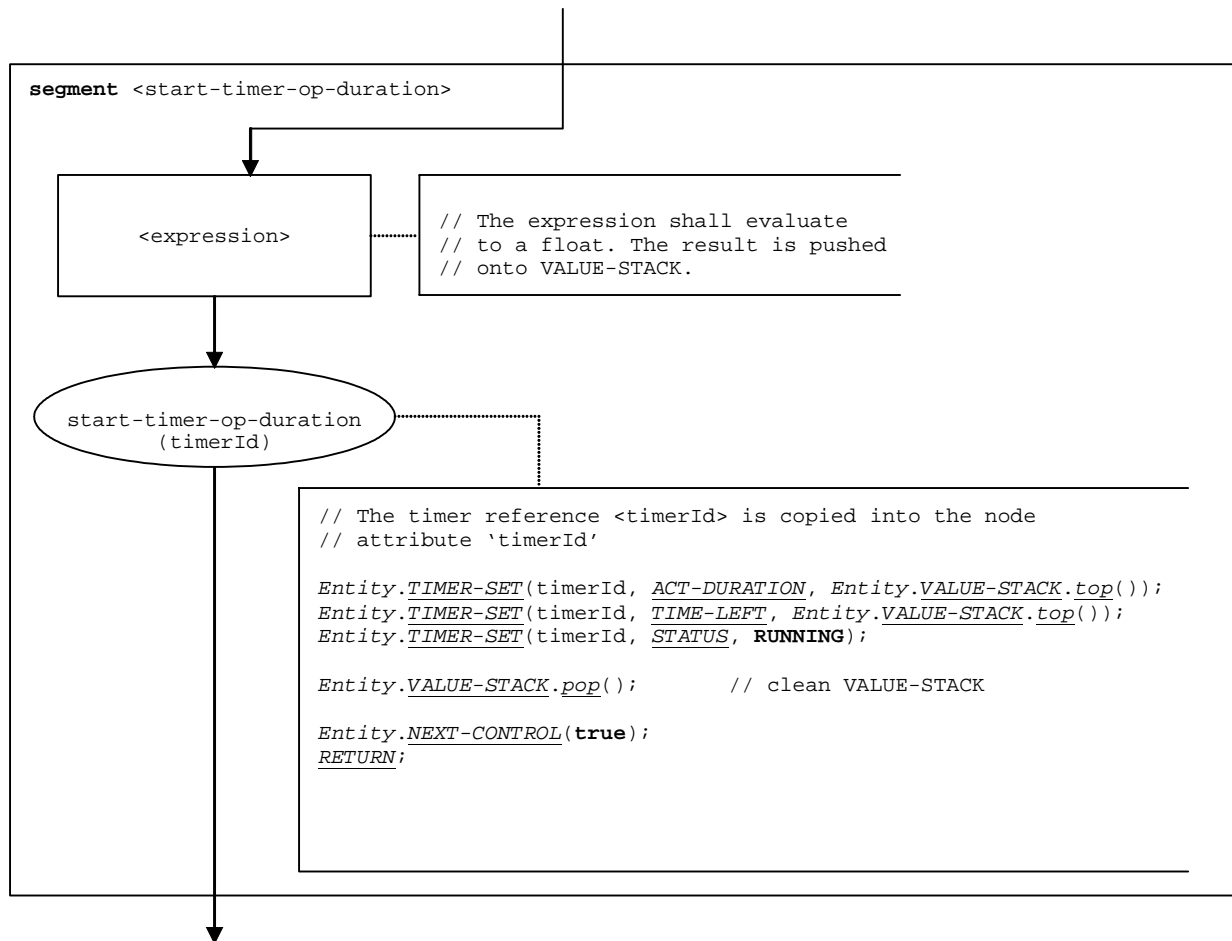 segment <start-timer-op-duration>
<expression>
// The expression shall evaluate
// to a float. The result is pushed
// onto VALUE-STACK.
start-timer-op-duration
(timerId)
// The timer reference <timerId> is copied into the node
// attribute ‘timerId’
Entity.TIMER-SET(timerId, ACT-DURATION, Entity.VALUE-STACK.top());
Entity.TIMER-SET(timerId, TIME-LEFT, Entity.VALUE-STACK.top());
Entity.TIMER-SET(timerId, STATUS, RUNNING);
Entity.VALUE-STACK.pop(); // clean VALUE-STACK
Entity.NEXT-CONTROL(true);
RETURN;